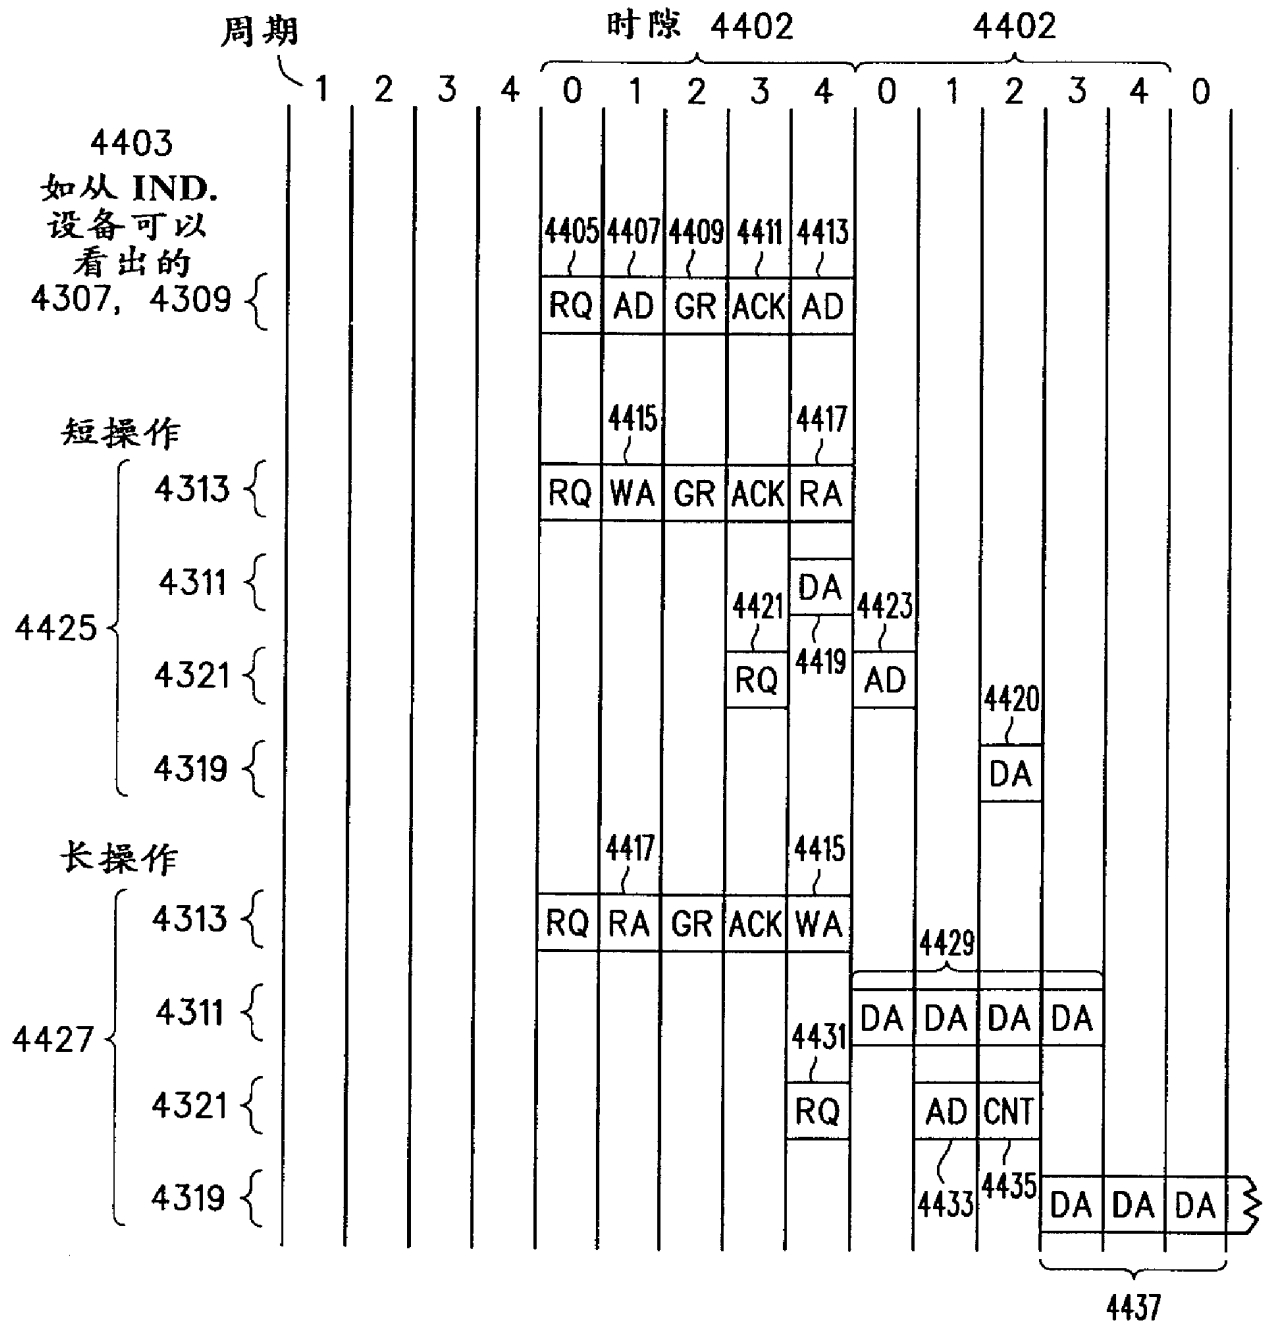 周期 时隙 4402 4402
1 2 3 4 0 1 2 3 4 0 1 2 3 4 0
4403
如从 IND.
设备可以
看出的
4307, 4309
4405 4407 4409 4411 4413
RQ AD GR ACK AD
短操作
4415 4417
4313 RQ WA GR ACK RA
4311 DA
4421 4423
4425
4419
4321 RQ AD
4420
4319 DA
长操作
4417 4415
4313 RQ RA GR ACK WA
4429
4311 DA DA DA DA
4427
4431
4321 RQ AD CNT
4433 4435
4319 DA DA DA
4437